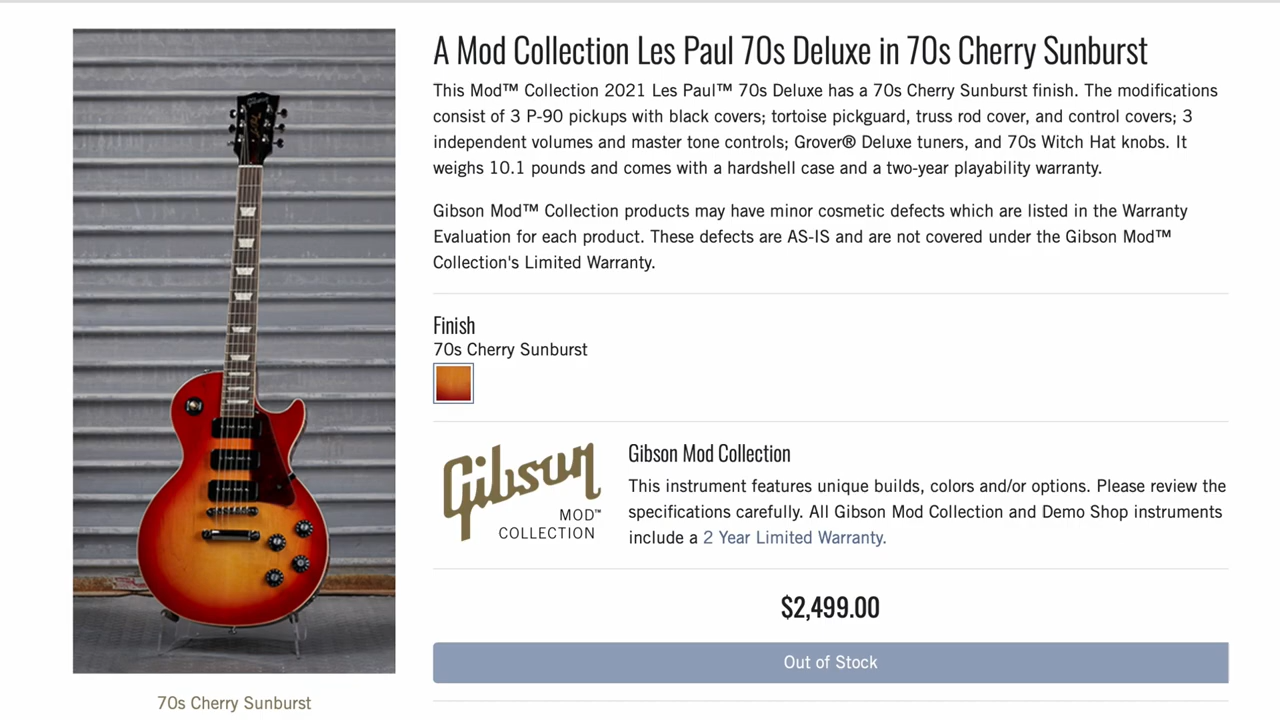 A Mod Collection Les Paul 70s Deluxe in 70s Cherry Sunburst
This Mod™ Collection 2021 Les Paul™ 70s Deluxe has a 70s Cherry Sunburst finish. The modifications
consist of 3 P-90 pickups with black covers; tortoise pickguard, truss rod cover, and control covers; 3
independent volumes and master tone controls; Grover® Deluxe tuners, and 70s Witch Hat knobs. It
weighs 10.1 pounds and comes with a hardshell case and a two-year playability warranty.
Gibson Mod™ Collection products may have minor cosmetic defects which are listed in the Warranty
Evaluation for each product. These defects are AS-IS and are not covered under the Gibson Mod™
Collection's Limited Warranty.
Finish
70s Cherry Sunburst
Gibson
MOD™
COLLECTION
Gibson Mod Collection
This instrument features unique builds, colors and/or options. Please review the
specifications carefully. All Gibson Mod Collection and Demo Shop instruments
include a 2 Year Limited Warranty.
$2,499.00
Out of Stock
70s Cherry Sunburst